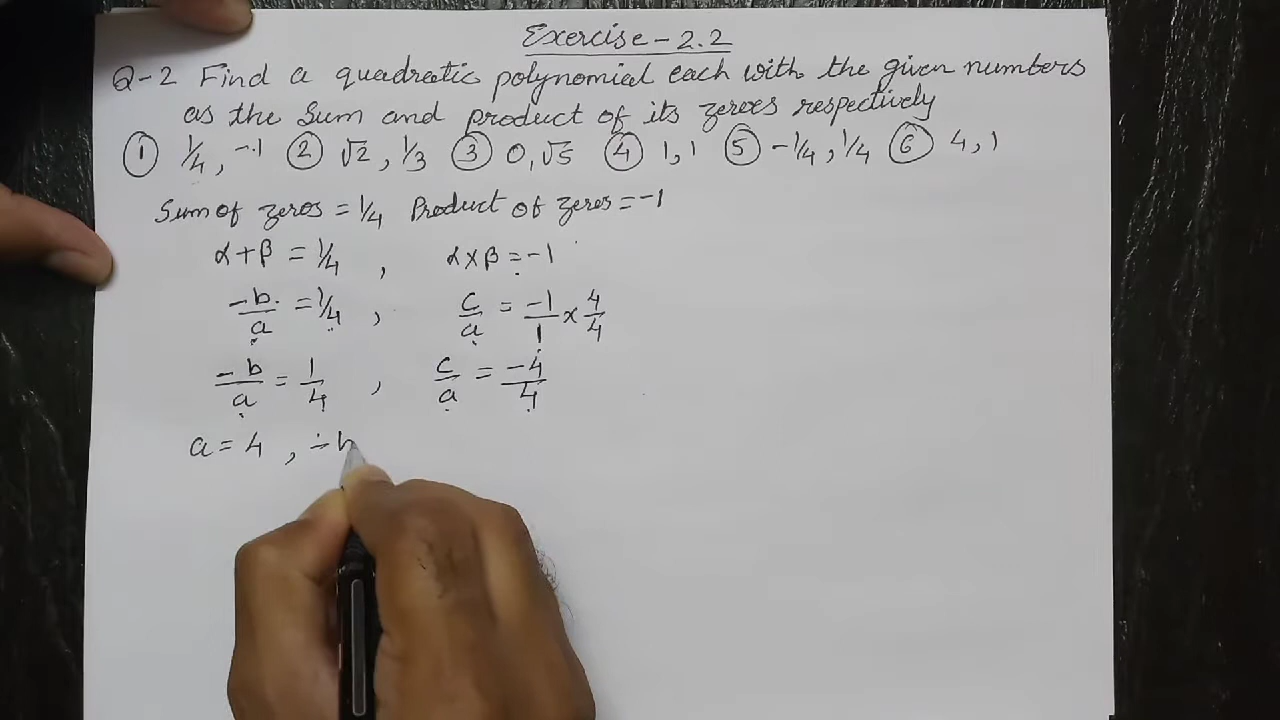 Exercise - 2.2
Q-2 Find a quadratic polynomial each with the given numbers
as the Sum and product of its zeroes respectively
① 1/4, -1 ② √2, 1/3 ③ 0, √5 ④ 1, 1 ⑤ -1/4, 1/4 ⑥ 4, 1
Sum of zeros = 1/4 Product of zeros = -1
α+β = 1/4 , α×β = -1
-b/a = 1/4 , c/a = -1/1 × 4/4
-b/a = 1/4 , c/a = -4/4
a = 4 , -b